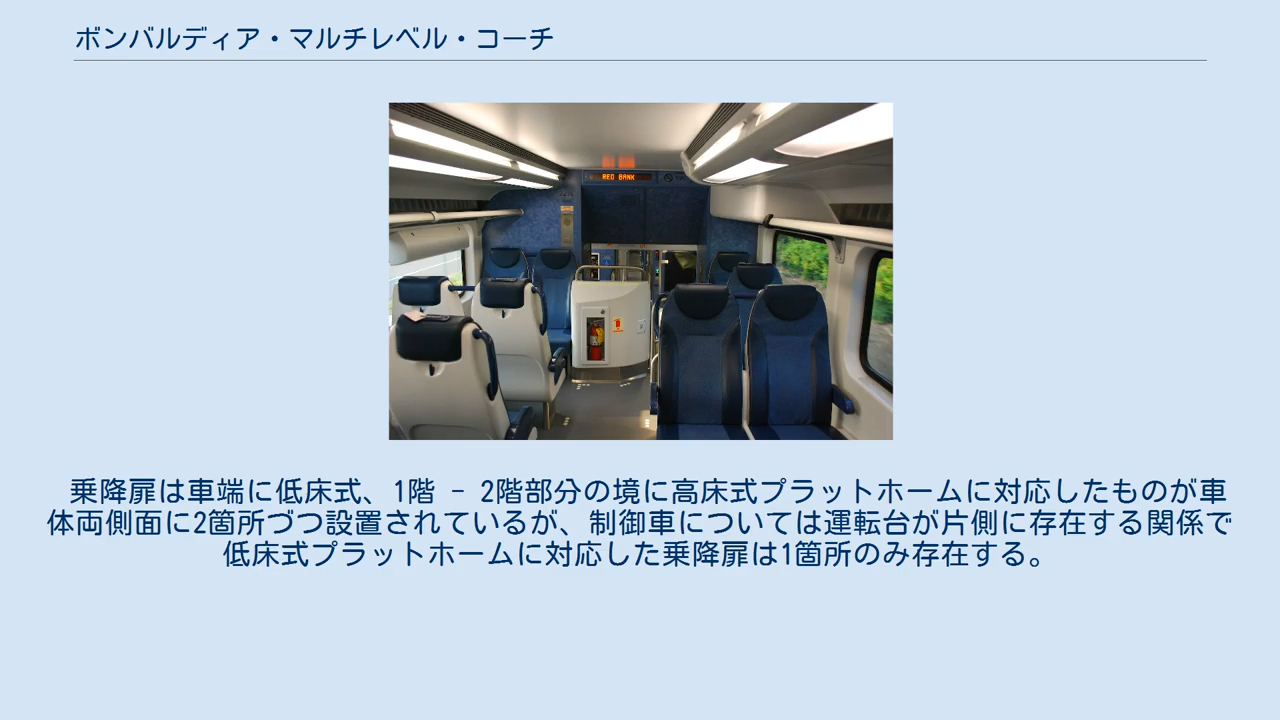 ボンバルディア・マルチレベル・コーチ
RED BANK
乗降扉は車端に低床式、1階 - 2階部分の境に高床式プラットホームに対応したものが車
体両側面に2箇所づつ設置されているが、制御車については運転台が片側に存在する関係で
低床式プラットホームに対応した乗降扉は1箇所のみ存在する。